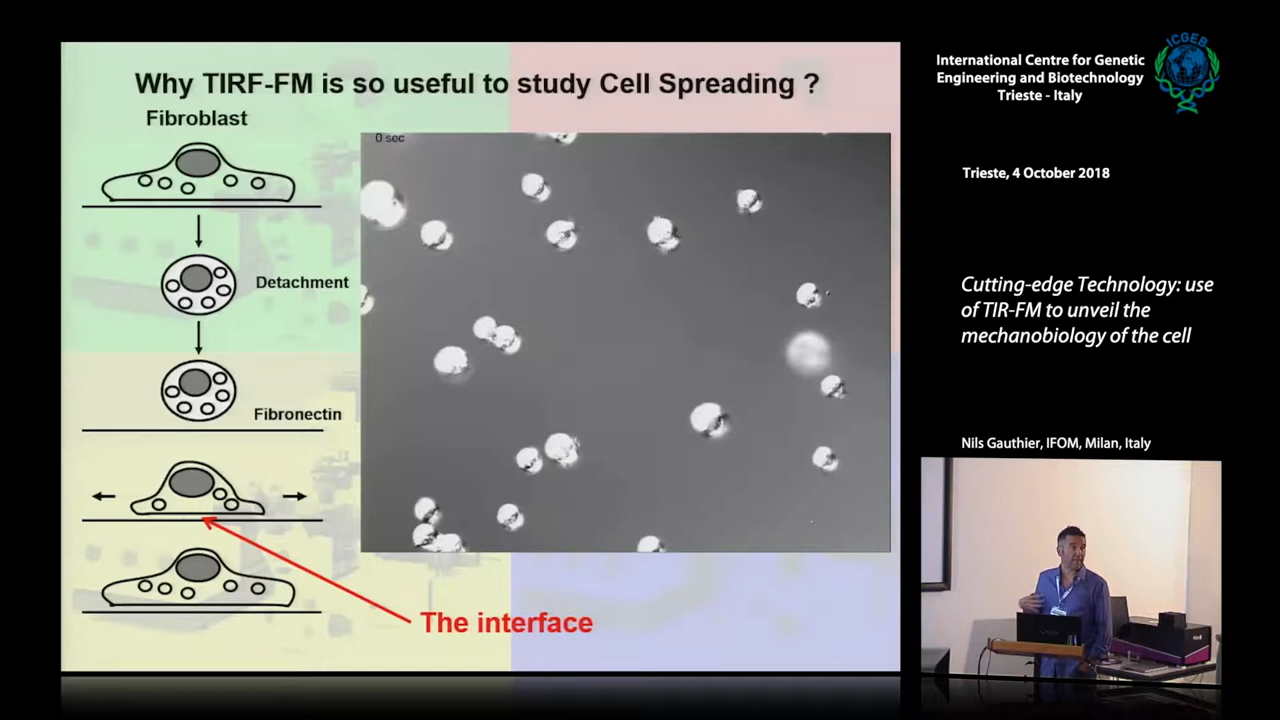 Why TIRF-FM is so useful to study Cell Spreading ?
Fibroblast
0 sec
Detachment
Fibronectin
The interface
International Centre for Genetic
Engineering and Biotechnology
Trieste - Italy
ICGEB
Trieste, 4 October 2018
Cutting-edge Technology: use
of TIR-FM to unveil the
mechanobiology of the cell
Nils Gauthier, IFOM, Milan, Italy